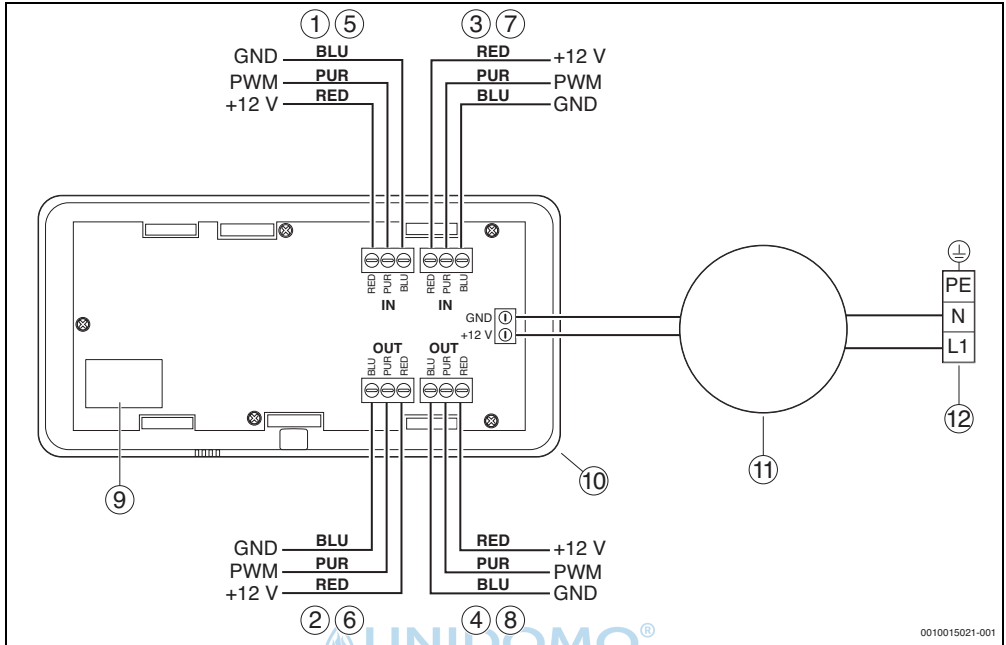 ① ⑤
GND BLU
PWM PUR
+12 V RED
③ ⑦
RED +12 V
PUR PWM
BLU GND
RED PUR BLU
IN
RED PUR BLU
IN
GND
+12 V
PE
N
L1
OUT
BLU PUR RED
OUT
BLU PUR RED
⑨
⑩
⑪
⑫
GND BLU
PWM PUR
+12 V RED
② ⑥
RED +12 V
PUR PWM
BLU GND
④ ⑧
UNIDOMO®
0010015021-001